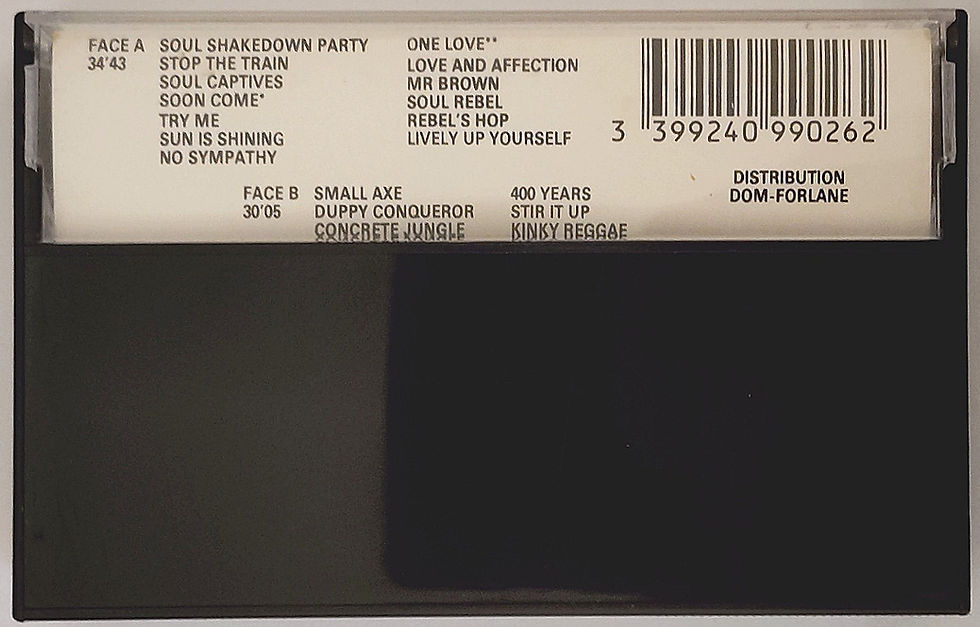 FACE A SOUL SHAKEDOWN PARTY
34'43 STOP THE TRAIN
SOUL CAPTIVES
SOON COME*
TRY ME
SUN IS SHINING
NO SYMPATHY
ONE LOVE**
LOVE AND AFFECTION
MR BROWN
SOUL REBEL
REBEL'S HOP
LIVELY UP YOURSELF
3 399240 990262
DISTRIBUTION
DOM-FORLANE
FACE B SMALL AXE
30'05 DUPPY CONQUEROR
CONCRETE JUNGLE
400 YEARS
STIR IT UP
KINKY REGGAE